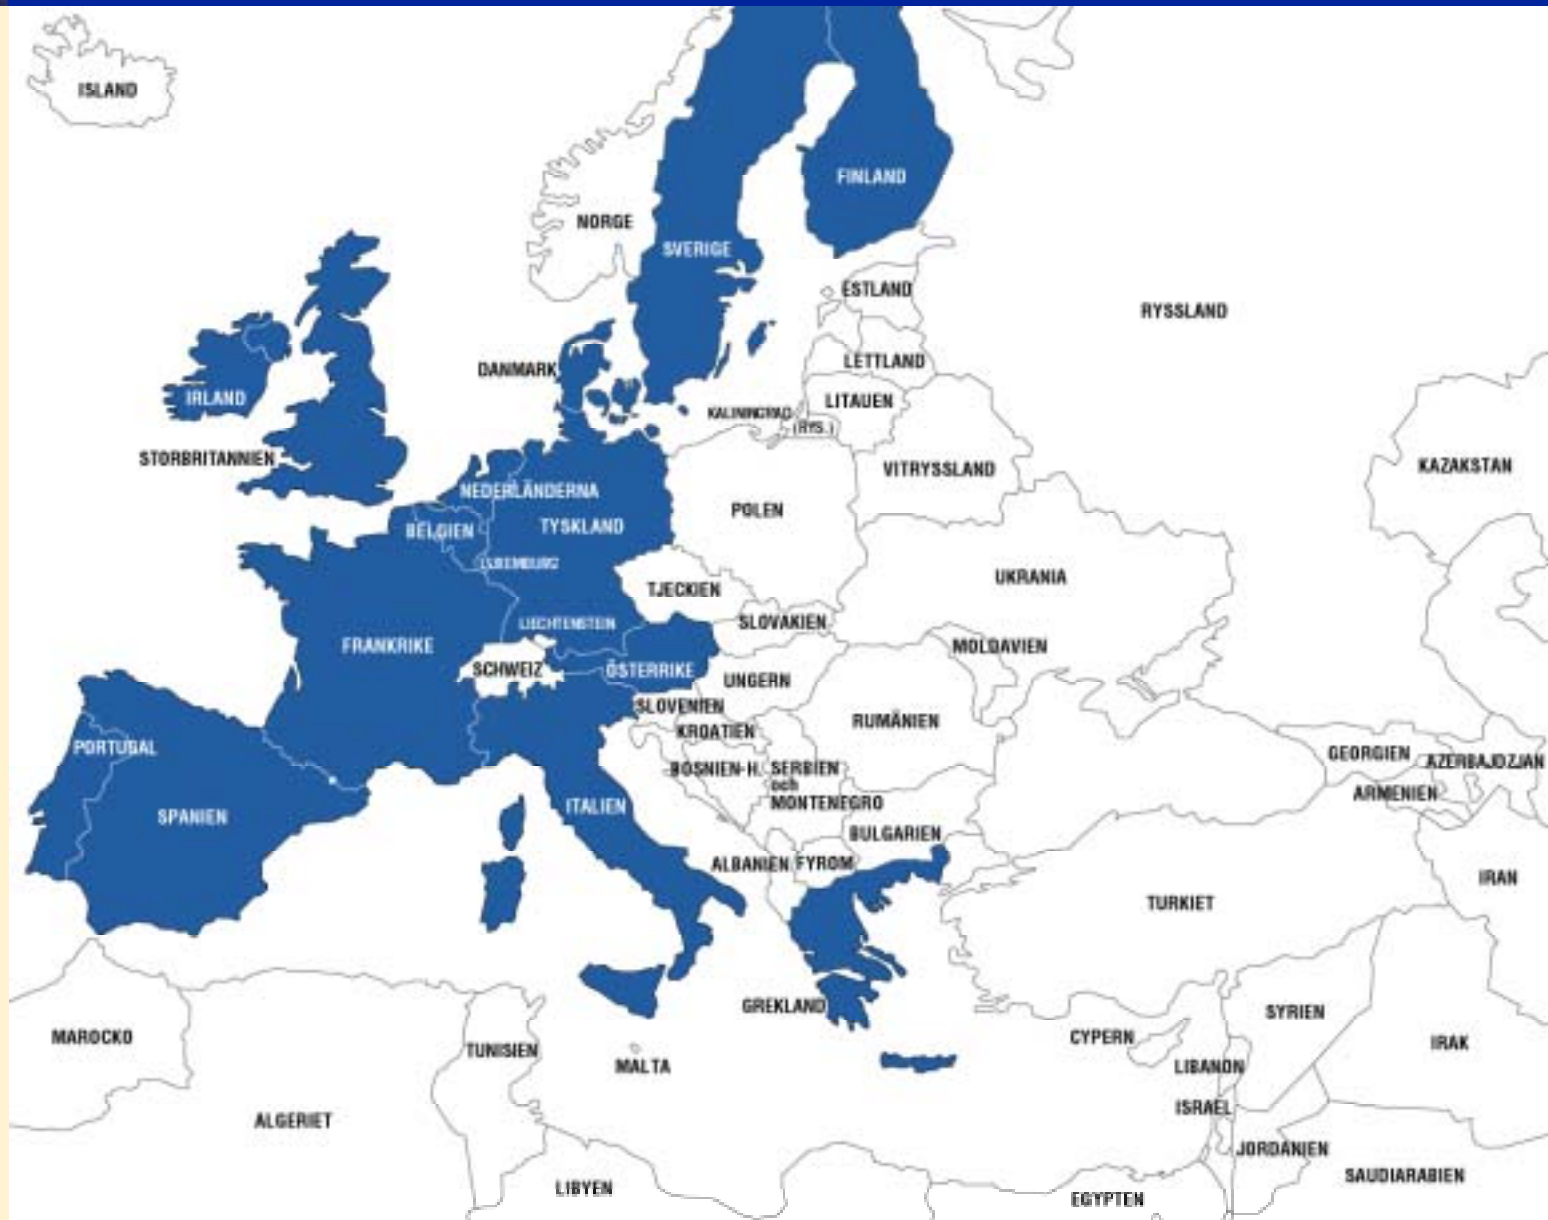 ISLAND
FINLAND
NORGE
SVERIGE
ESTLAND
RYSSLAND
LETTLAND
DANMARK
IRLAND
LITAUEN
KALININGRAD
(RYS.)
STORBRITANNIEN
VITRYSSLAND
KAZAKSTAN
NEDERLÄNDERNA
POLEN
BELGIEN
TYSKLAND
LUXEMBURG
UKRANIA
TJECKIEN
SLOVAKIEN
LIECHTENSTEIN
FRANKRIKE
MOLDAVIEN
SCHWEIZ
ÖSTERRIKE
UNGERN
SLOVENIEN
RUMÄNIEN
KROATIEN
PORTUGAL
GEORGIEN
AZERBAJDZJAN
BOSNIEN-H.
SERBIEN
och
MONTENEGRO
ARMENIEN
ITALIEN
SPANIEN
BULGARIEN
ALBANIEN
FYROM
IRAN
TURKIET
GREKLAND
SYRIEN
MAROCKO
CYPERN
IRAK
TUNISIEN
MALTA
LIBANON
ISRAEL
ALGERIET
JORDANIEN
SAUDIARABIEN
LIBYEN
EGYPTEN